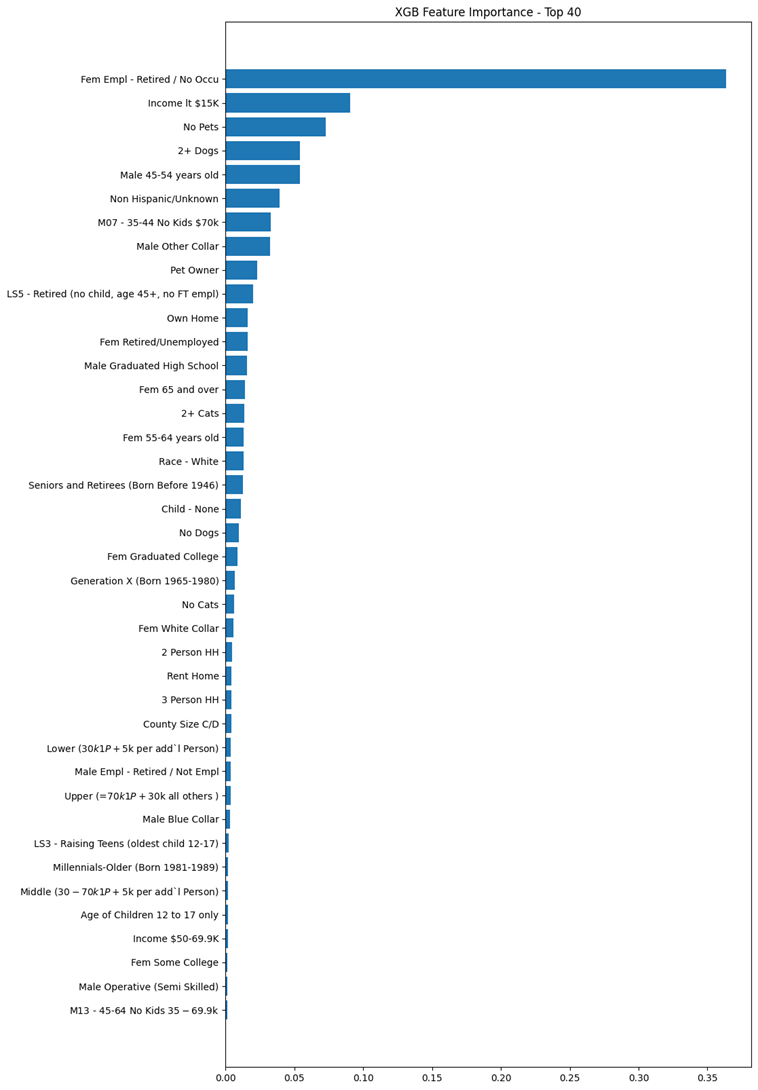 XGB Feature Importance - Top 40
Fem Empl - Retired / No Occu
Income lt $15K
No Pets
2+ Dogs
Male 45-54 years old
Non Hispanic/Unknown
M07 - 35-44 No Kids $70k
Male Other Collar
Pet Owner
LS5 - Retired (no child, age 45+, no FT empl)
Own Home
Fem Retired/Unemployed
Male Graduated High School
Fem 65 and over
2+ Cats
Fem 55-64 years old
Race - White
Seniors and Retirees (Born Before 1946)
Child - None
No Dogs
Fem Graduated College
Generation X (Born 1965-1980)
No Cats
Fem White Collar
2 Person HH
Rent Home
3 Person HH
County Size C/D
Lower (30k1P+5k per add`l Person)
Male Empl - Retired / Not Empl
Upper (=70k1P+30k all others )
Male Blue Collar
LS3 - Raising Teens (oldest child 12-17)
Millennials-Older (Born 1981-1989)
Middle (30−70k1P+5k per add`l Person)
Age of Children 12 to 17 only
Income $50-69.9K
Fem Some College
Male Operative (Semi Skilled)
M13 - 45-64 No Kids 35−69.9k
0.00 0.05 0.10 0.15 0.20 0.25 0.30 0.35